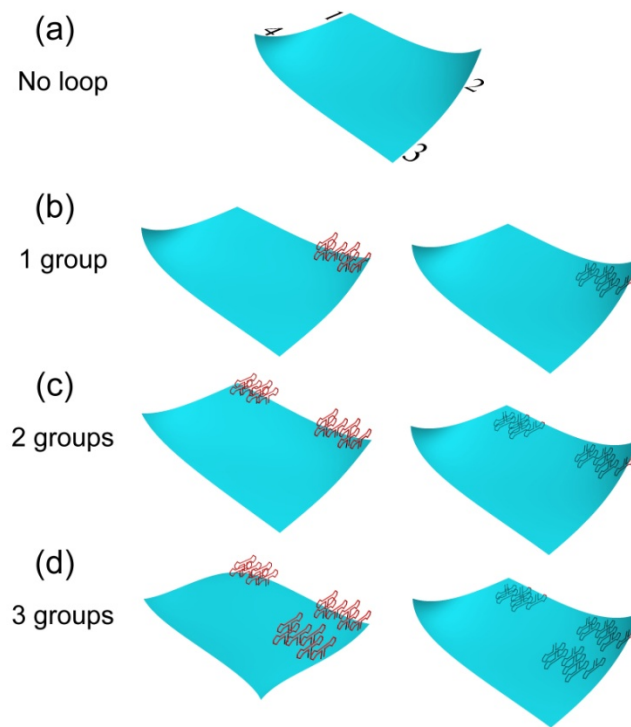 (a)
No loop
1
4
2
3
(b)
1 group
(c)
2 groups
(d)
3 groups